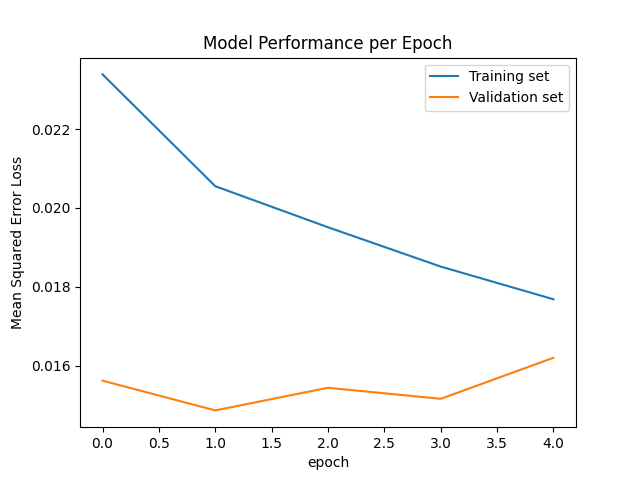 Model Performance per Epoch
Training set
Validation set
Mean Squared Error Loss
0.022
0.020
0.018
0.016
0.0 0.5 1.0 1.5 2.0 2.5 3.0 3.5 4.0
epoch